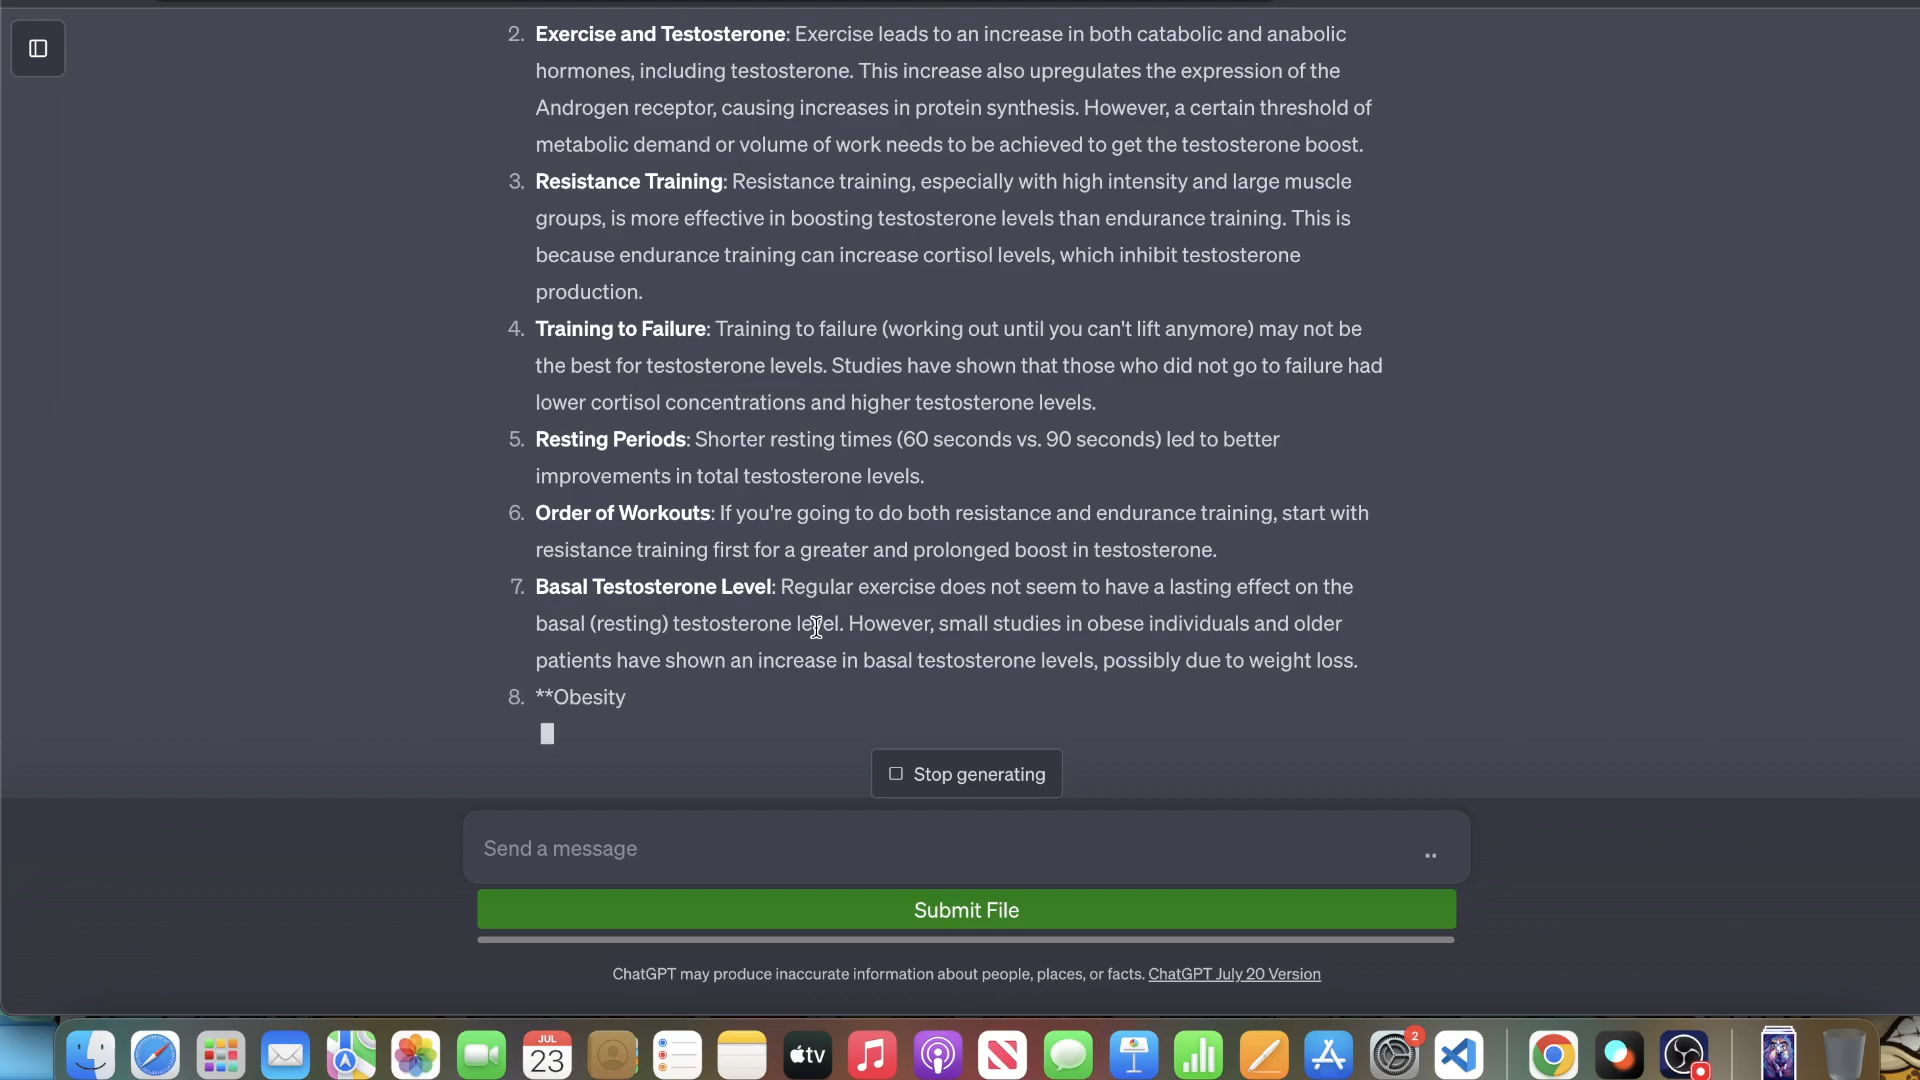 2. Exercise and Testosterone: Exercise leads to an increase in both catabolic and anabolic
hormones, including testosterone. This increase also upregulates the expression of the
Androgen receptor, causing increases in protein synthesis. However, a certain threshold of
metabolic demand or volume of work needs to be achieved to get the testosterone boost.
3. Resistance Training: Resistance training, especially with high intensity and large muscle
groups, is more effective in boosting testosterone levels than endurance training. This is
because endurance training can increase cortisol levels, which inhibit testosterone
production.
4. Training to Failure: Training to failure (working out until you can't lift anymore) may not be
the best for testosterone levels. Studies have shown that those who did not go to failure had
lower cortisol concentrations and higher testosterone levels.
5. Resting Periods: Shorter resting times (60 seconds vs. 90 seconds) led to better
improvements in total testosterone levels.
6. Order of Workouts: If you're going to do both resistance and endurance training, start with
resistance training first for a greater and prolonged boost in testosterone.
7. Basal Testosterone Level: Regular exercise does not seem to have a lasting effect on the
basal (resting) testosterone level. However, small studies in obese individuals and older
patients have shown an increase in basal testosterone levels, possibly due to weight loss.
8. **Obesity
Stop generating
Send a message
Submit File
ChatGPT may produce inaccurate information about people, places, or facts. ChatGPT July 20 Version
JUL
23
tv
2